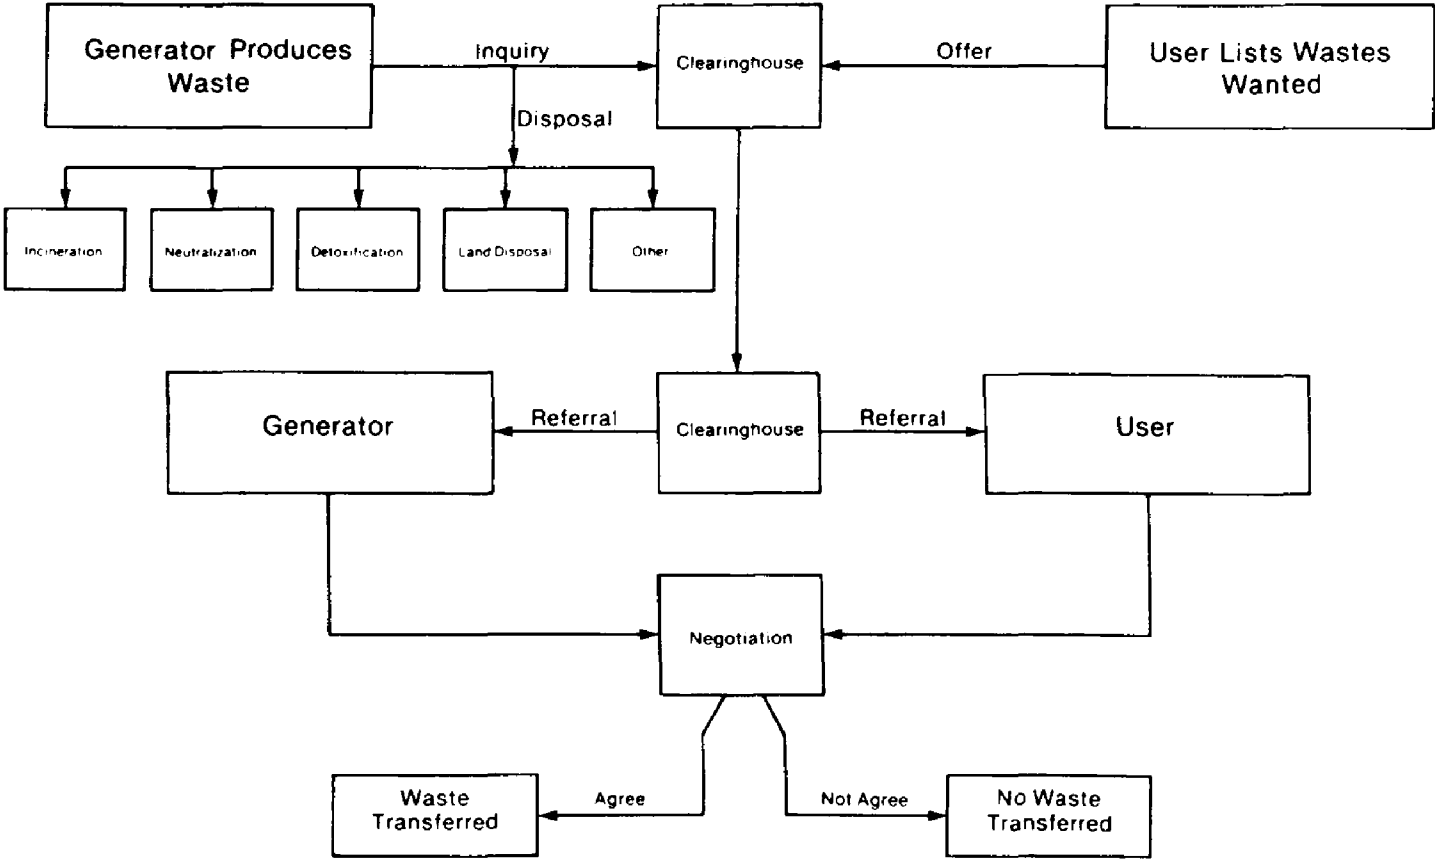 Generator Produces
Waste
Inquiry
Clearinghouse
Offer
User Lists Wastes
Wanted
Disposal
Incineration
Neutralization
Detoxification
Land Disposal
Other
Generator
Referral
Clearinghouse
Referral
User
Negotiation
Waste
Transferred
Agree
Not Agree
No Waste
Transferred